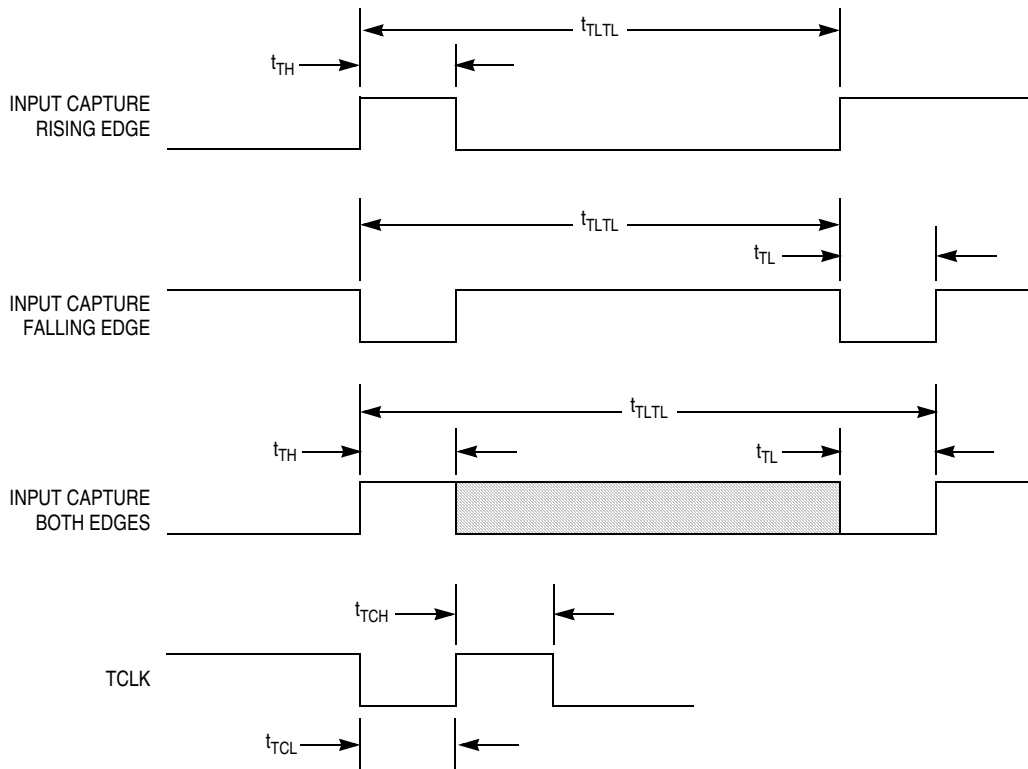 tTLTL
tTH
INPUT CAPTURE
RISING EDGE
tTLTL
tTL
INPUT CAPTURE
FALLING EDGE
tTLTL
tTH
tTL
INPUT CAPTURE
BOTH EDGES
tTCH
TCLK
tTCL